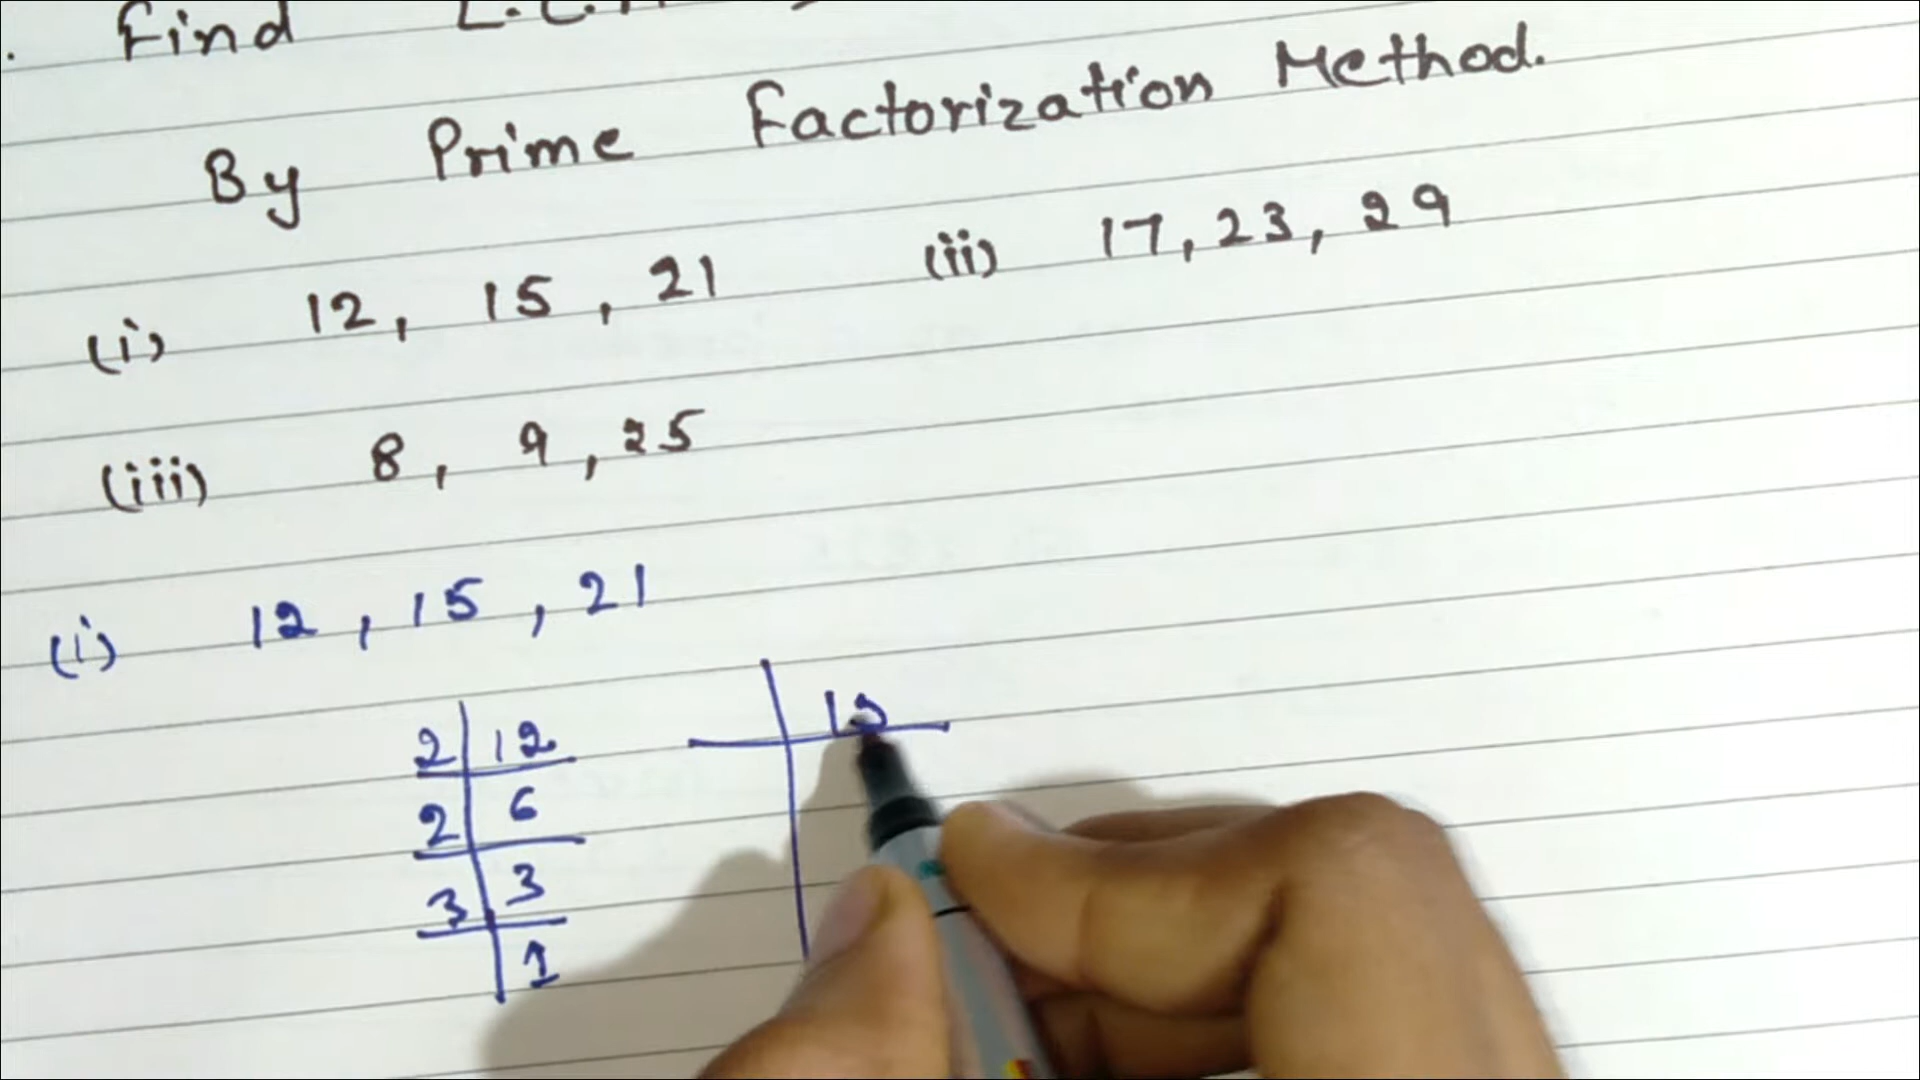 . Find L.C.M
By Prime Factorization Method.
(i) 12, 15, 21 (ii) 17, 23, 29
(iii) 8, 9, 25
(i) 12, 15, 21
2 12
2 6
3 3
1
15